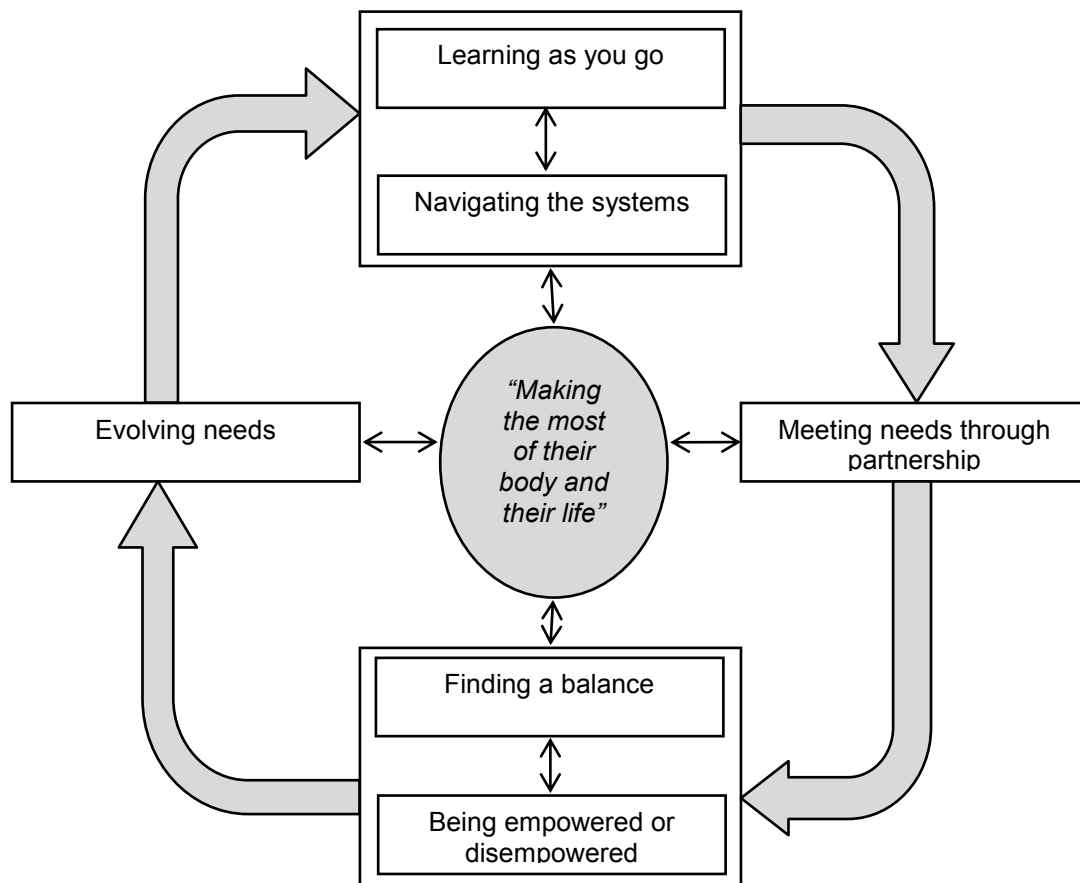 Learning as you go
Navigating the systems
Evolving needs
“Making
the most
of their
body and
their life”
Meeting needs through
partnership
Finding a balance
Being empowered or
disempowered